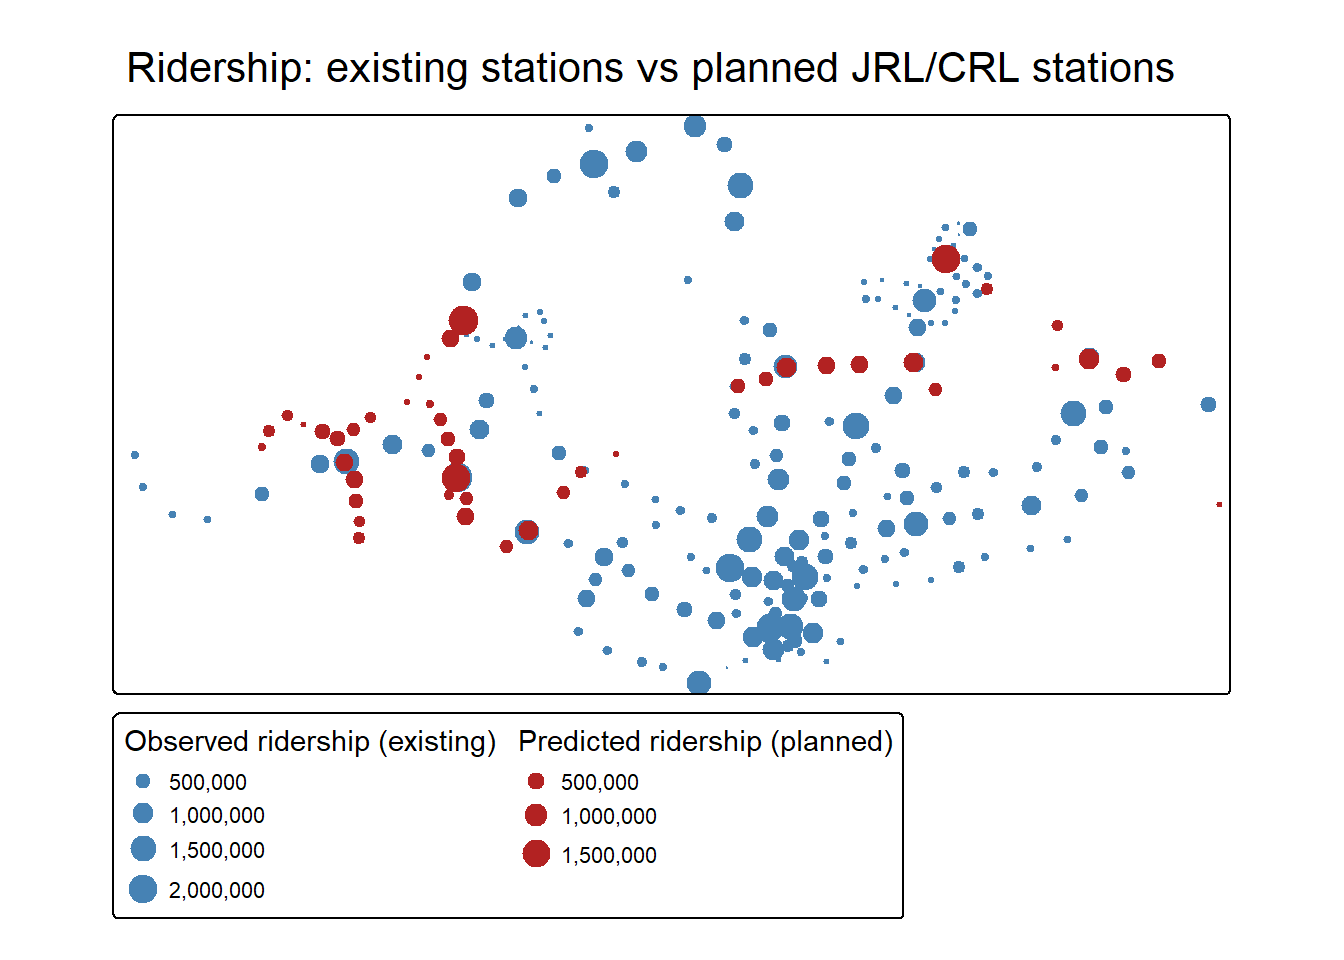 Ridership: existing stations vs planned JRL/CRL stations
Observed ridership (existing)
500,000
1,000,000
1,500,000
2,000,000
Predicted ridership (planned)
500,000
1,000,000
1,500,000